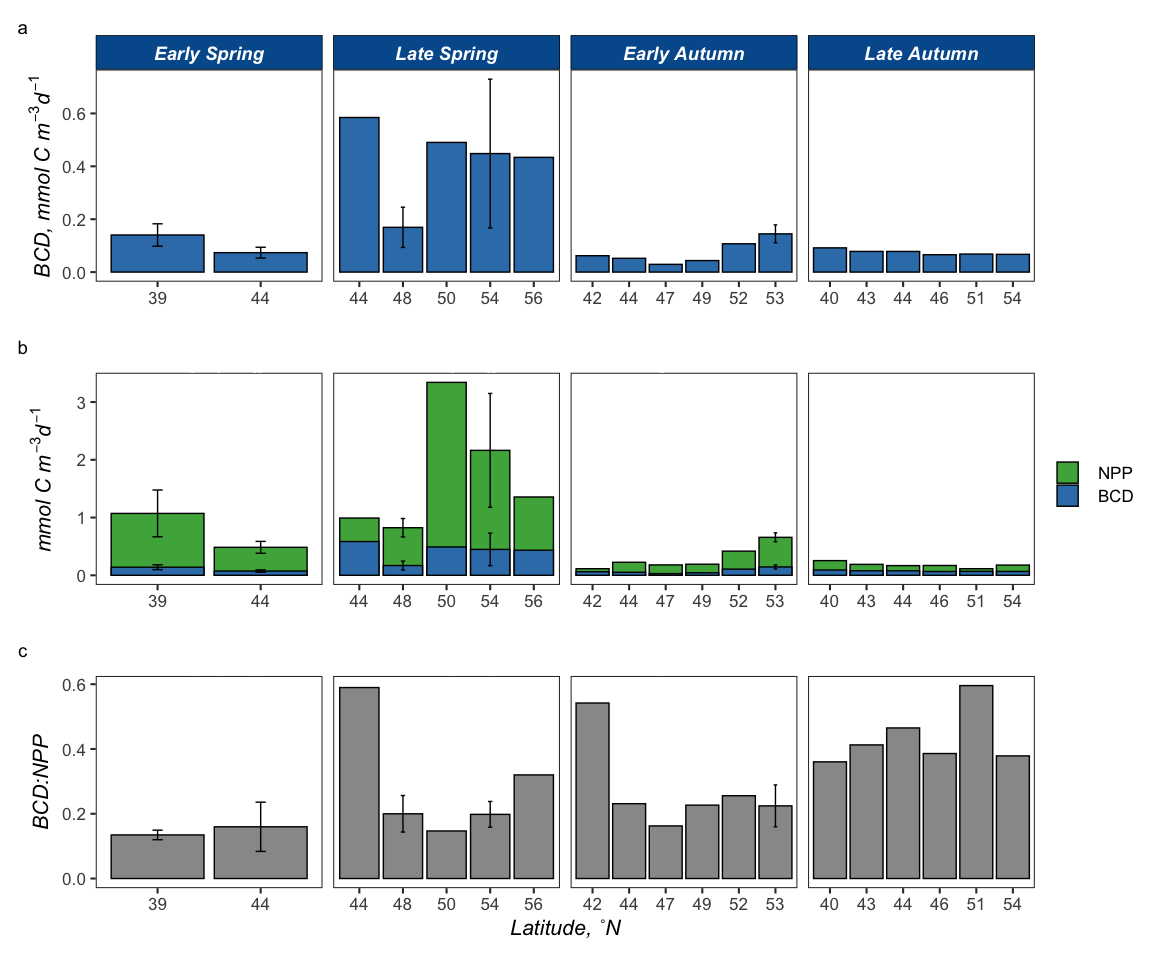 a
Early Spring Late Spring Early Autumn Late Autumn
BCD, mmol C m⁻³d⁻¹
0.6
0.4
0.2
0.0
39 44 44 48 50 54 56 42 44 47 49 52 53 40 43 44 46 51 54
b
mmol C m⁻³d⁻¹
3
2
1
0
39 44 44 48 50 54 56 42 44 47 49 52 53 40 43 44 46 51 54
NPP
BCD
c
BCD:NPP
0.6
0.4
0.2
0.0
39 44 44 48 50 54 56 42 44 47 49 52 53 40 43 44 46 51 54
Latitude, ˚N